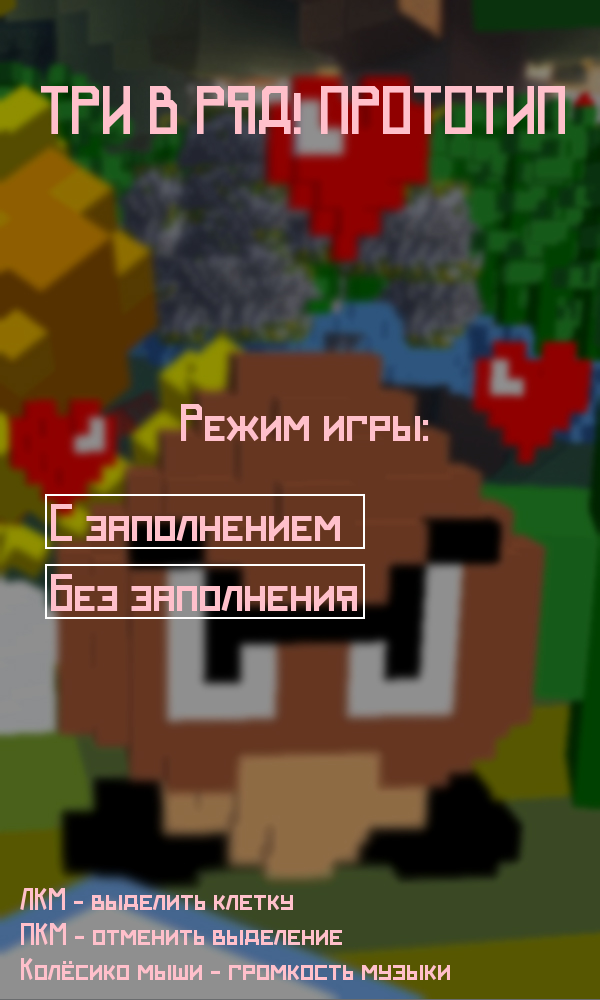 ТРИ В РЯД! ПРОТОТИП
Режим игры:
С заполнением
Без заполнения
ЛКМ - выделить клетку
ПКМ - отменить выделение
Колёсико мыши - громкость музыки